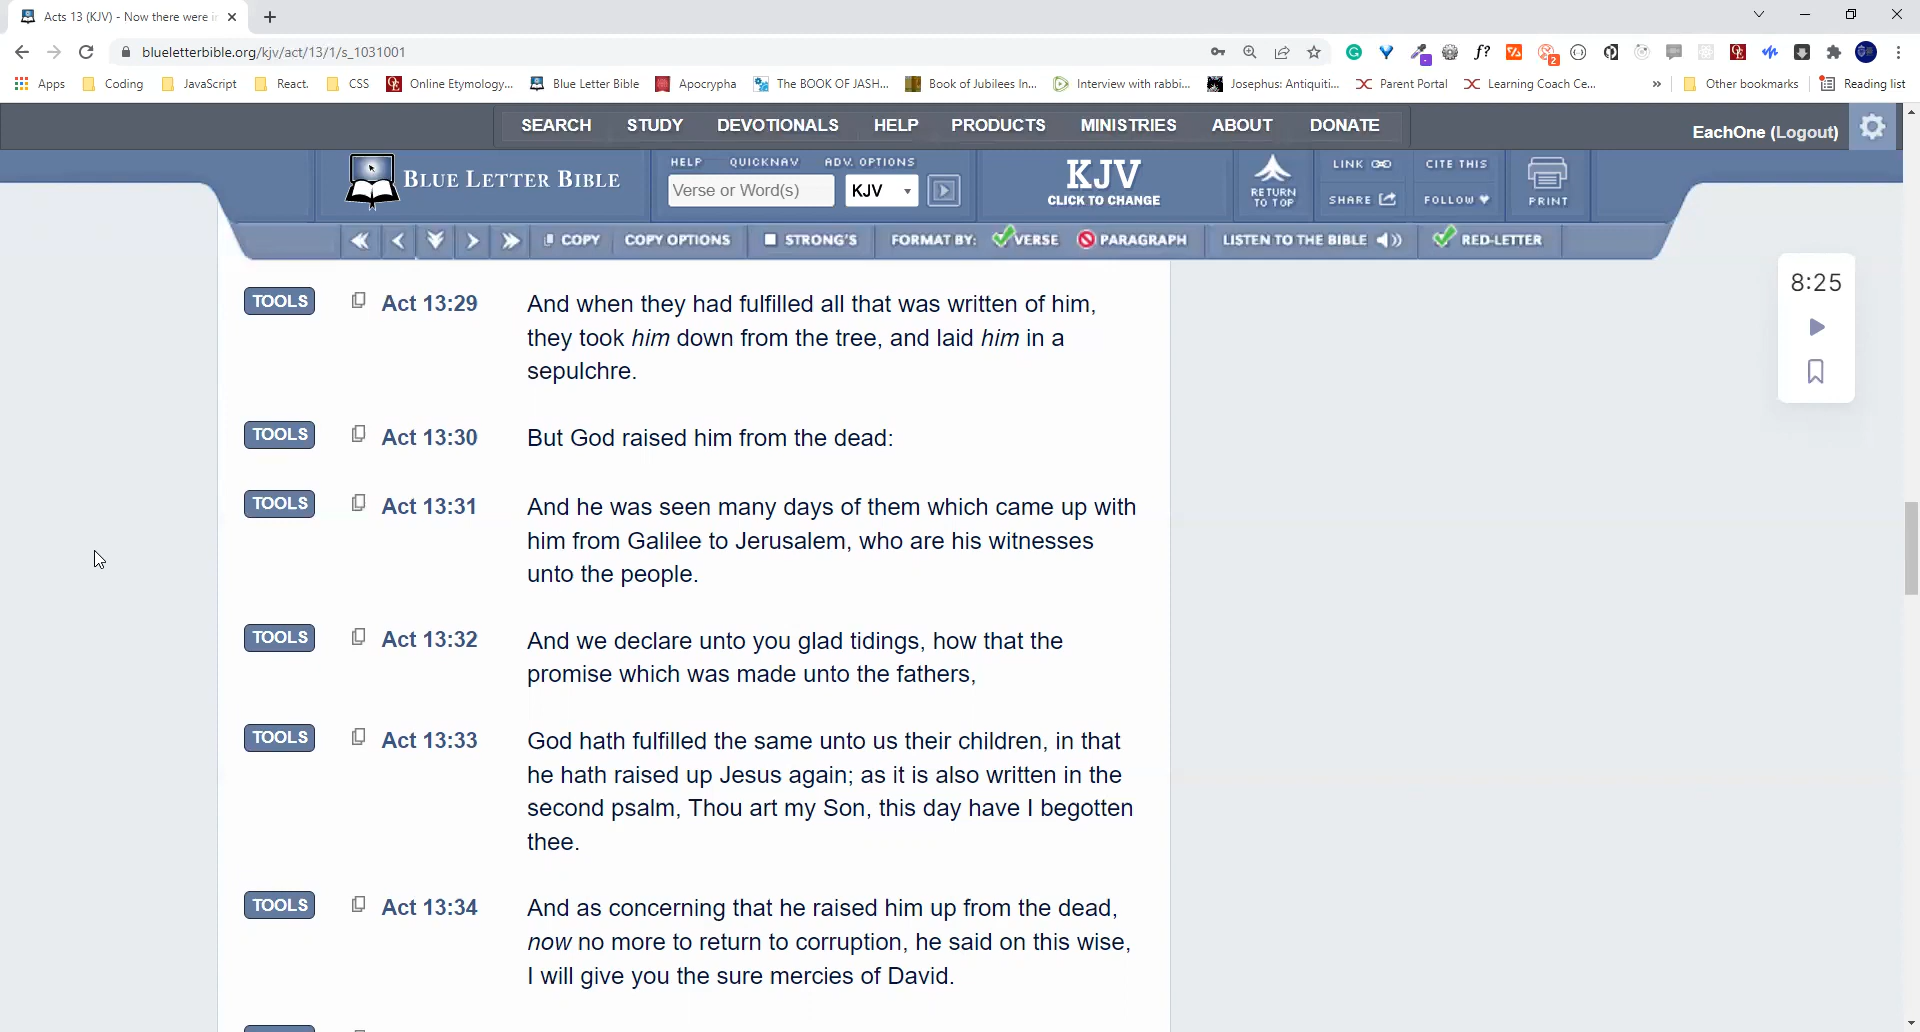 Acts 13 (KJV) - Now there were in
blueletterbible.org/kjv/act/13/1/s_1031001
f?
2
Apps Coding JavaScript React. CSS Online Etymology... Blue Letter Bible Apocrypha The BOOK OF JASH... Book of Jubilees In... Interview with rabbi... Josephus: Antiquiti... Parent Portal Learning Coach Ce... » Other bookmarks Reading list
SEARCH STUDY DEVOTIONALS HELP PRODUCTS MINISTRIES ABOUT DONATE
EachOne (Logout)
BLUE LETTER BIBLE
HELP QUICKNAV ADV. OPTIONS
Verse or Word(s) KJV
KJV
CLICK TO CHANGE
RETURN
TO TOP
LINK CITE THIS
SHARE FOLLOW
PRINT
COPY COPY OPTIONS STRONG'S FORMAT BY: VERSE PARAGRAPH LISTEN TO THE BIBLE RED-LETTER
8:25
TOOLS Act 13:29 And when they had fulfilled all that was written of him,
they took him down from the tree, and laid him in a
sepulchre.
TOOLS Act 13:30 But God raised him from the dead:
TOOLS Act 13:31 And he was seen many days of them which came up with
him from Galilee to Jerusalem, who are his witnesses
unto the people.
TOOLS Act 13:32 And we declare unto you glad tidings, how that the
promise which was made unto the fathers,
TOOLS Act 13:33 God hath fulfilled the same unto us their children, in that
he hath raised up Jesus again; as it is also written in the
second psalm, Thou art my Son, this day have I begotten
thee.
TOOLS Act 13:34 And as concerning that he raised him up from the dead,
now no more to return to corruption, he said on this wise,
I will give you the sure mercies of David.